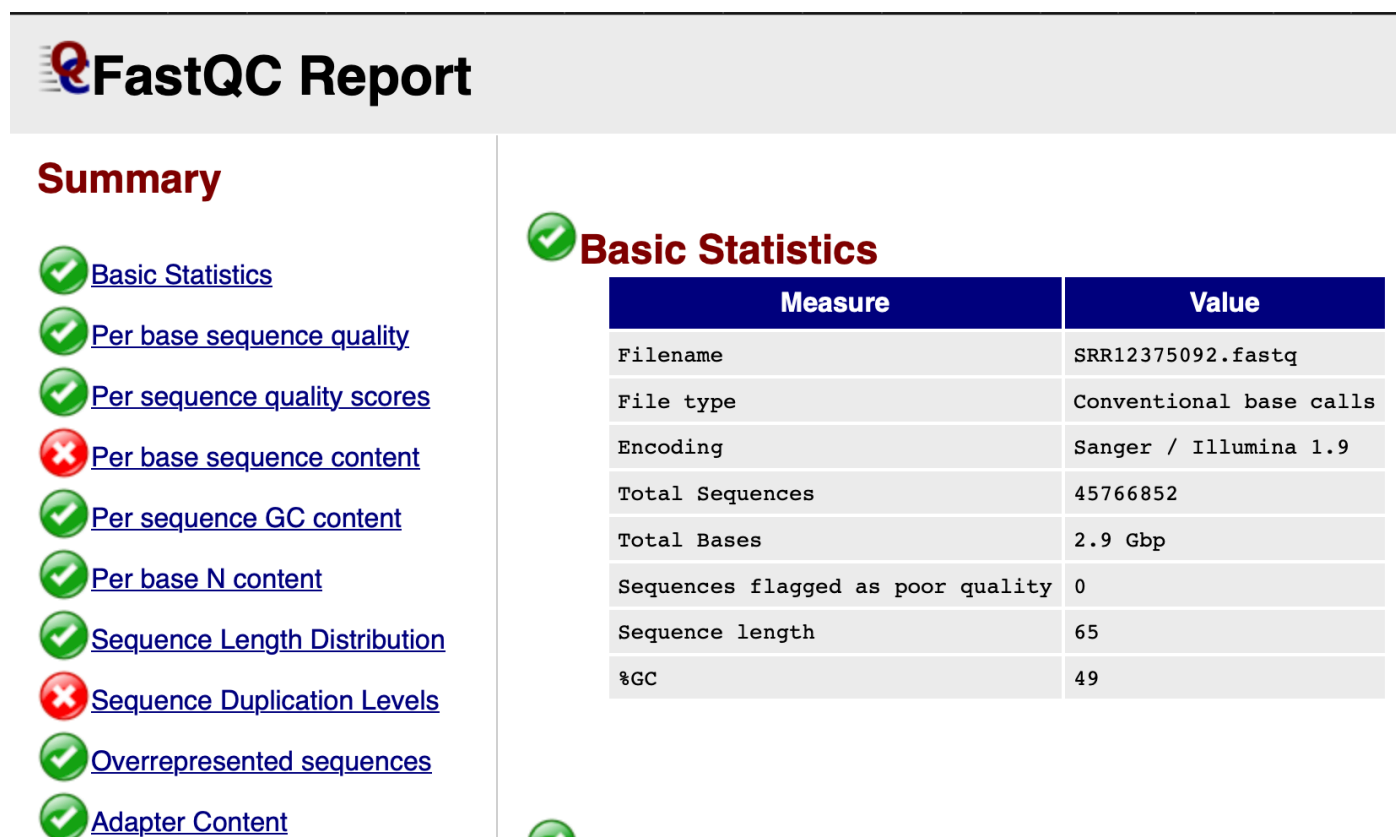 FastQC Report
Summary
Basic Statistics
Per base sequence quality
Per sequence quality scores
Per base sequence content
Per sequence GC content
Per base N content
Sequence Length Distribution
Sequence Duplication Levels
Overrepresented sequences
Adapter Content
Basic Statistics
Measure Value
Filename SRR12375092.fastq
File type Conventional base calls
Encoding Sanger / Illumina 1.9
Total Sequences 45766852
Total Bases 2.9 Gbp
Sequences flagged as poor quality 0
Sequence length 65
%GC 49